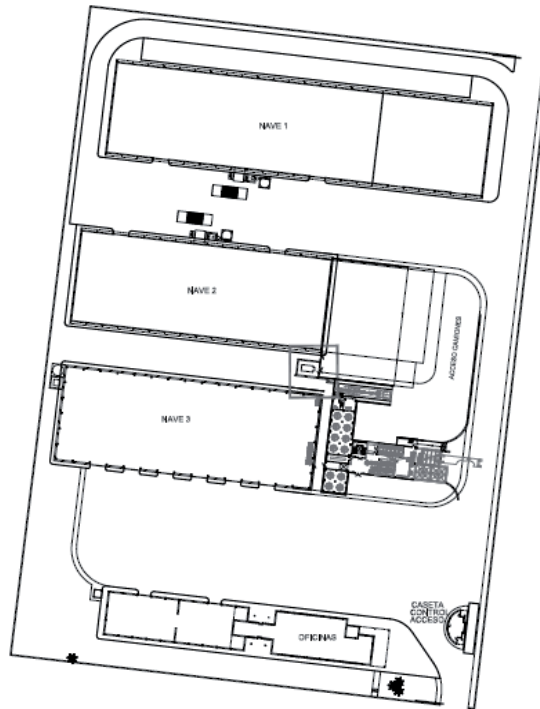 NAVE 1
NAVE 2
ACCESO CAMIONES
NAVE 3
CASETA
CONTROL
ACCESO
OFICINAS